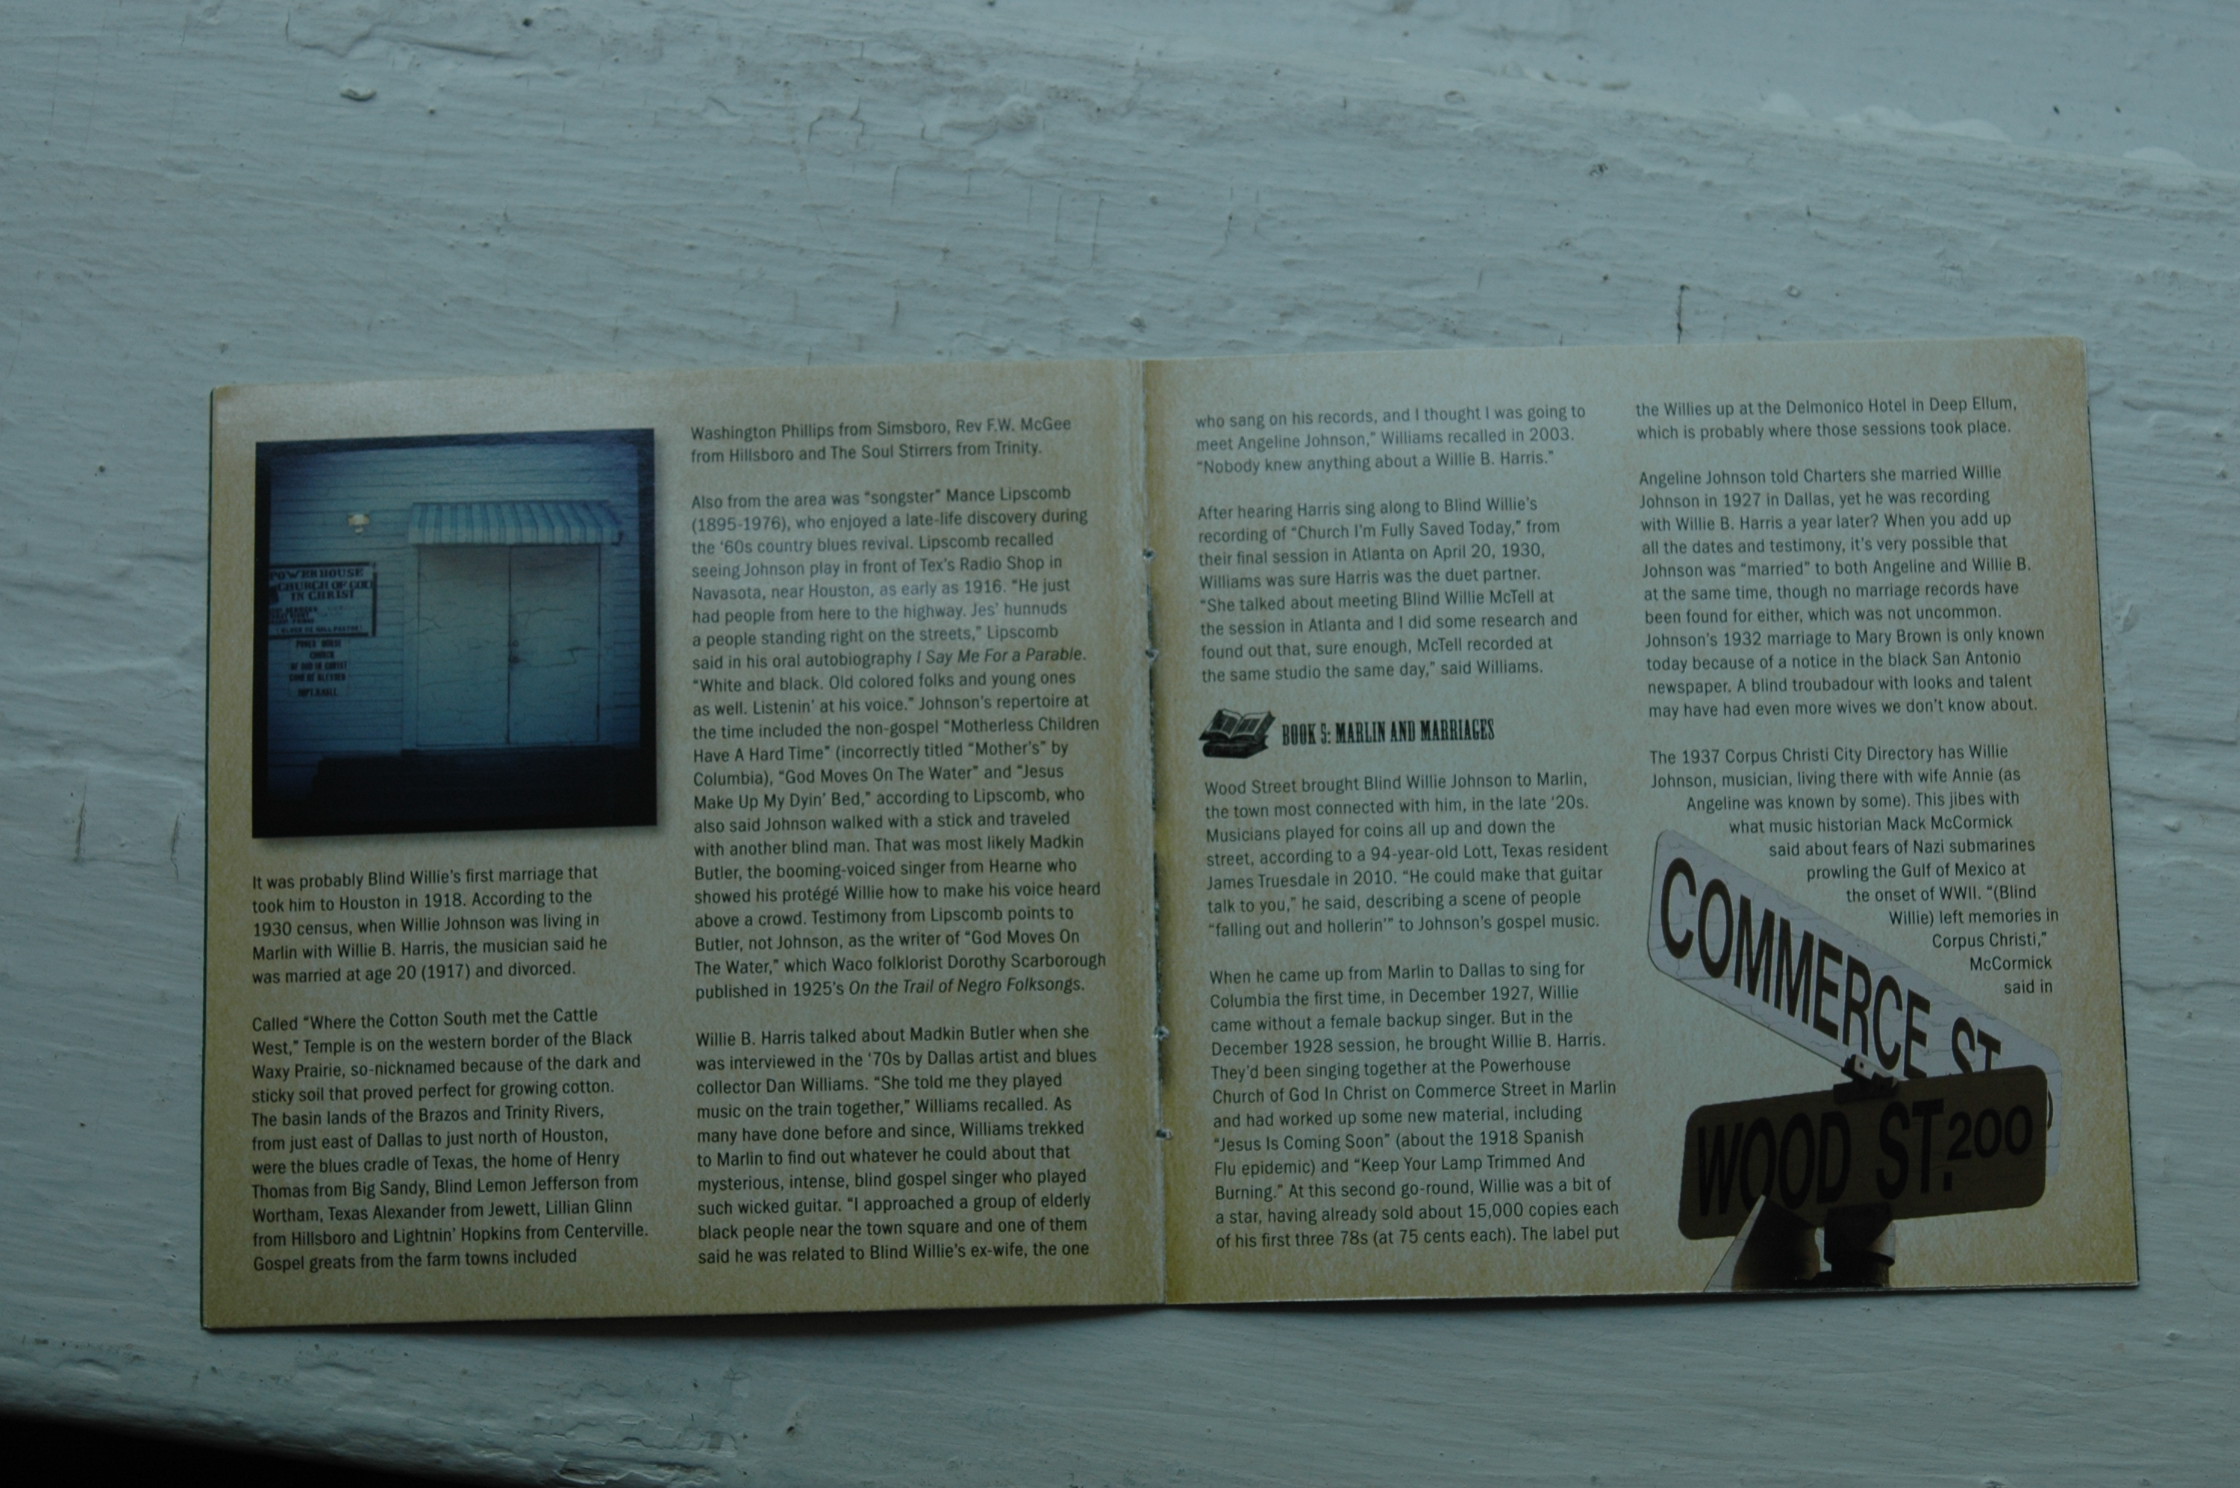 POWERHOUSE
CHURCH OF GOD
IN CHRIST
It was probably Blind Willie's first marriage that
took him to Houston in 1918. According to the
1930 census, when Willie Johnson was living in
Marlin with Willie B. Harris, the musician said he
was married at age 20 (1917) and divorced.
Called "Where the Cotton South met the Cattle
West," Temple is on the western border of the Black
Waxy Prairie, so-nicknamed because of the dark and
sticky soil that proved perfect for growing cotton.
The basin lands of the Brazos and Trinity Rivers,
from just east of Dallas to just north of Houston,
were the blues cradle of Texas, the home of Henry
Thomas from Big Sandy, Blind Lemon Jefferson from
Wortham, Texas Alexander from Jewett, Lillian Glinn
from Hillsboro and Lightnin' Hopkins from Centerville.
Gospel greats from the farm towns included
Washington Phillips from Simsboro, Rev F.W. McGee
from Hillsboro and The Soul Stirrers from Trinity.
Also from the area was "songster" Mance Lipscomb
(1895-1976), who enjoyed a late-life discovery during
the '60s country blues revival. Lipscomb recalled
seeing Johnson play in front of Tex's Radio Shop in
Navasota, near Houston, as early as 1916. "He just
had people from here to the highway. Jes' hunnuds
a people standing right on the streets," Lipscomb
said in his oral autobiography I Say Me For a Parable.
"White and black. Old colored folks and young ones
as well. Listenin' at his voice." Johnson's repertoire at
the time included the non-gospel "Motherless Children
Have A Hard Time" (incorrectly titled "Mother's" by
Columbia), "God Moves On The Water" and "Jesus
Make Up My Dyin' Bed," according to Lipscomb, who
also said Johnson walked with a stick and traveled
with another blind man. That was most likely Madkin
Butler, the booming-voiced singer from Hearne who
showed his protégé Willie how to make his voice heard
above a crowd. Testimony from Lipscomb points to
Butler, not Johnson, as the writer of "God Moves On
The Water," which Waco folklorist Dorothy Scarborough
published in 1925's On the Trail of Negro Folksongs.
Willie B. Harris talked about Madkin Butler when she
was interviewed in the '70s by Dallas artist and blues
collector Dan Williams. "She told me they played
music on the train together," Williams recalled. As
many have done before and since, Williams trekked
to Marlin to find out whatever he could about that
mysterious, intense, blind gospel singer who played
such wicked guitar. "I approached a group of elderly
black people near the town square and one of them
said he was related to Blind Willie's ex-wife, the one
who sang on his records, and I thought I was going to
meet Angeline Johnson," Williams recalled in 2003.
"Nobody knew anything about a Willie B. Harris."
After hearing Harris sing along to Blind Willie's
recording of "Church I'm Fully Saved Today," from
their final session in Atlanta on April 20, 1930,
Williams was sure Harris was the duet partner.
"She talked about meeting Blind Willie McTell at
the session in Atlanta and I did some research and
found out that, sure enough, McTell recorded at
the same studio the same day," said Williams.
BOOK 3: MARLIN AND MARRIAGES
Wood Street brought Blind Willie Johnson to Marlin,
the town most connected with him, in the late '20s.
Musicians played for coins all up and down the
street, according to a 94-year-old Lott, Texas resident
James Truesdale in 2010. "He could make that guitar
talk to you," he said, describing a scene of people
"falling out and hollerin'" to Johnson's gospel music.
When he came up from Marlin to Dallas to sing for
Columbia the first time, in December 1927, Willie
came without a female backup singer. But in the
December 1928 session, he brought Willie B. Harris.
They'd been singing together at the Powerhouse
Church of God In Christ on Commerce Street in Marlin
and had worked up some new material, including
"Jesus Is Coming Soon" (about the 1918 Spanish
Flu epidemic) and "Keep Your Lamp Trimmed And
Burning." At this second go-round, Willie was a bit of
a star, having already sold about 15,000 copies each
of his first three 78s (at 75 cents each). The label put
the Willies up at the Delmonico Hotel in Deep Ellum,
which is probably where those sessions took place.
Angeline Johnson told Charters she married Willie
Johnson in 1927 in Dallas, yet he was recording
with Willie B. Harris a year later? When you add up
all the dates and testimony, it's very possible that
Johnson was "married" to both Angeline and Willie B.
at the same time, though no marriage records have
been found for either, which was not uncommon.
Johnson's 1932 marriage to Mary Brown is only known
today because of a notice in the black San Antonio
newspaper. A blind troubadour with looks and talent
may have had even more wives we don't know about.
The 1937 Corpus Christi City Directory has Willie
Johnson, musician, living there with wife Annie (as
Angeline was known by some). This jibes with
what music historian Mack McCormick
said about fears of Nazi submarines
prowling the Gulf of Mexico at
the onset of WWII. "(Blind
Willie) left memories in
Corpus Christi,"
McCormick
said in
COMMERCE ST
WOOD ST. 200